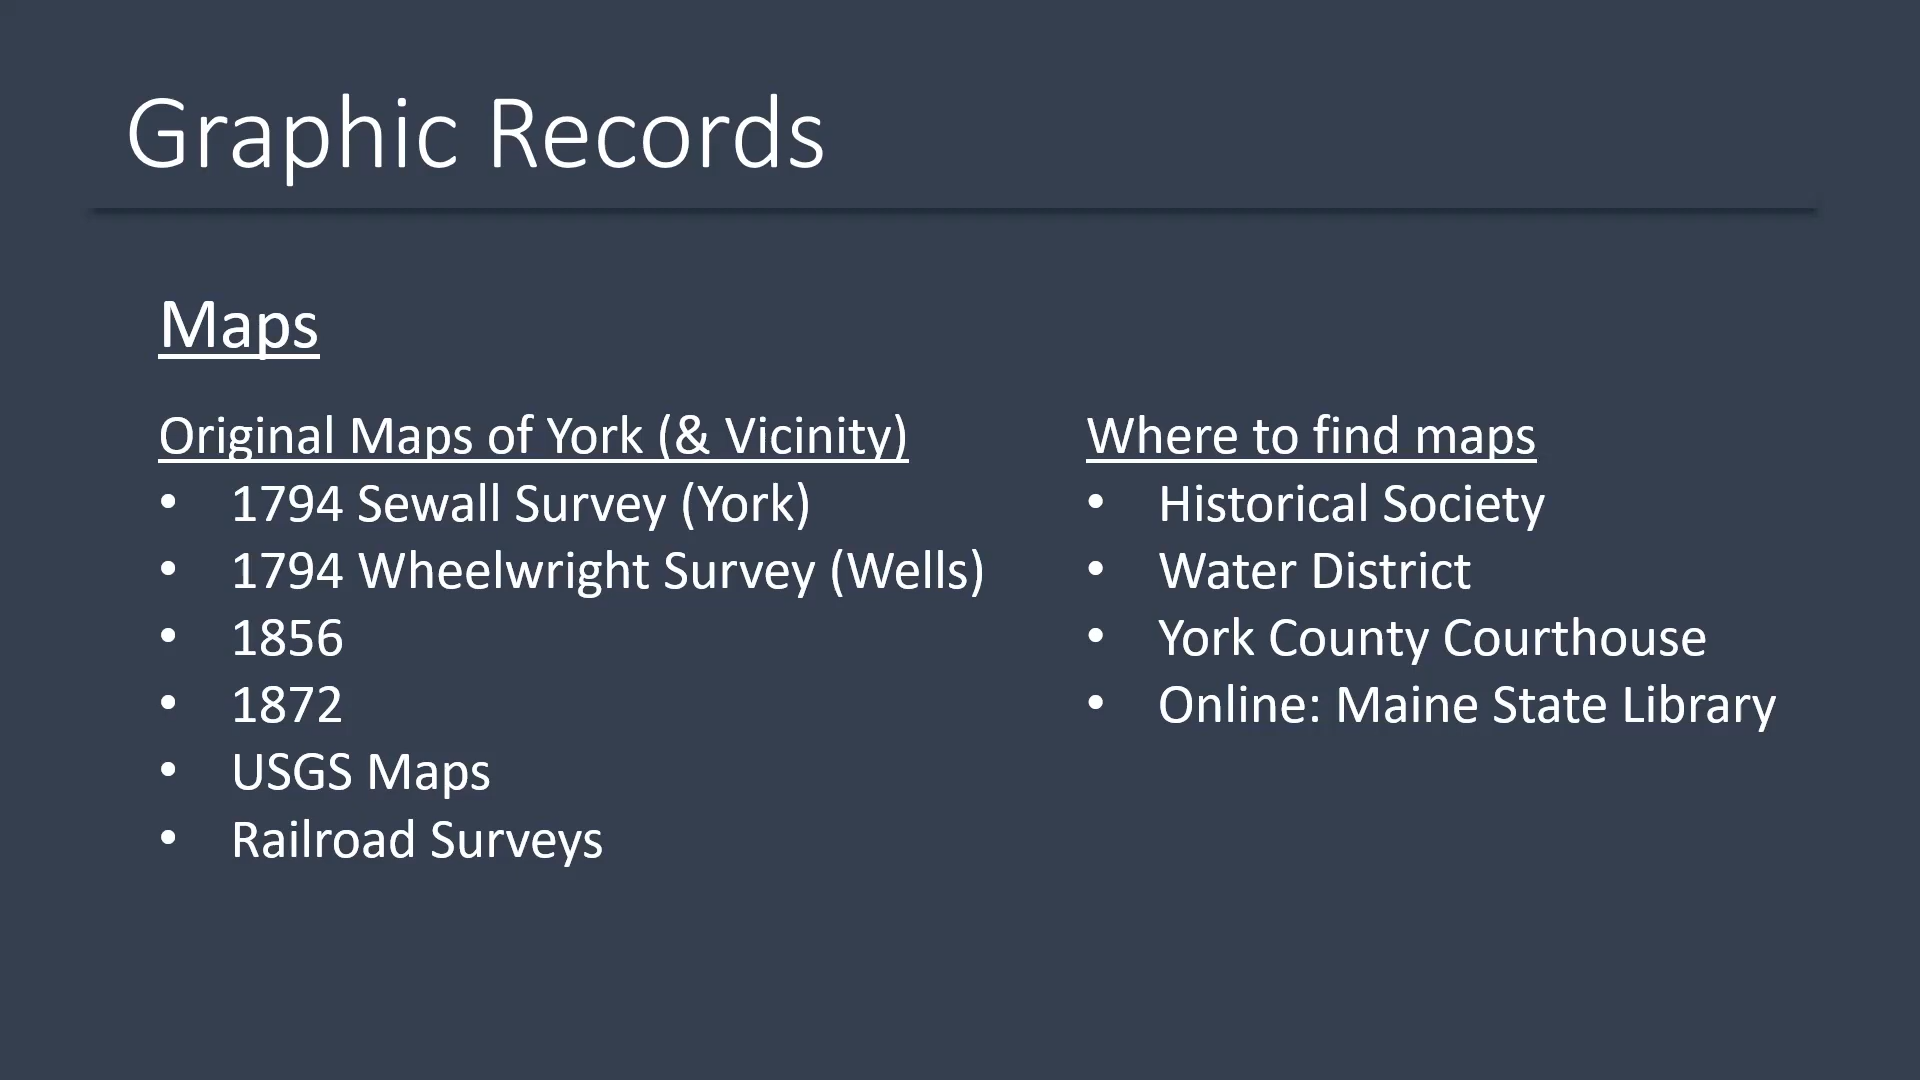 Graphic Records
Maps
Original Maps of York (& Vicinity)
• 1794 Sewall Survey (York)
• 1794 Wheelwright Survey (Wells)
• 1856
• 1872
• USGS Maps
• Railroad Surveys
Where to find maps
• Historical Society
• Water District
• York County Courthouse
• Online: Maine State Library